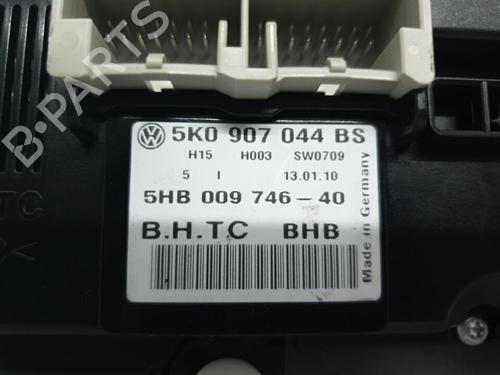 B-PARTS
5K0 907 044 BS
H15 H003 SW0709
5 I 13.01.10
5HB 009 746-40
B.H.TC BHB
Made in Germany
TC